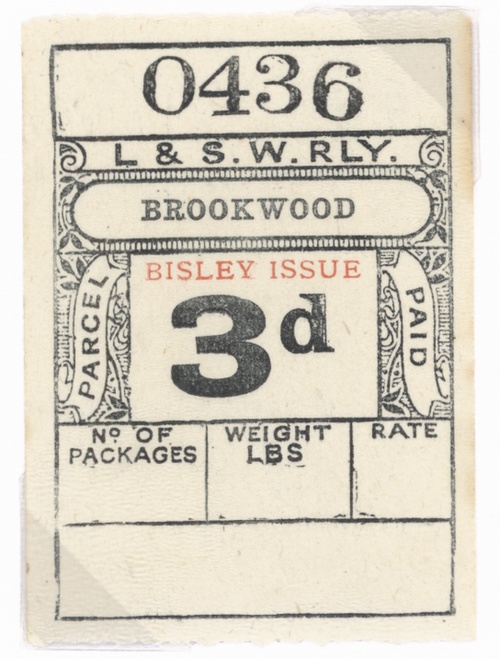 0436
L & S.W.RLY.
BROOKWOOD
BISLEY ISSUE
PARCEL
3d
PAID
No OF PACKAGES
WEIGHT LBS
RATE